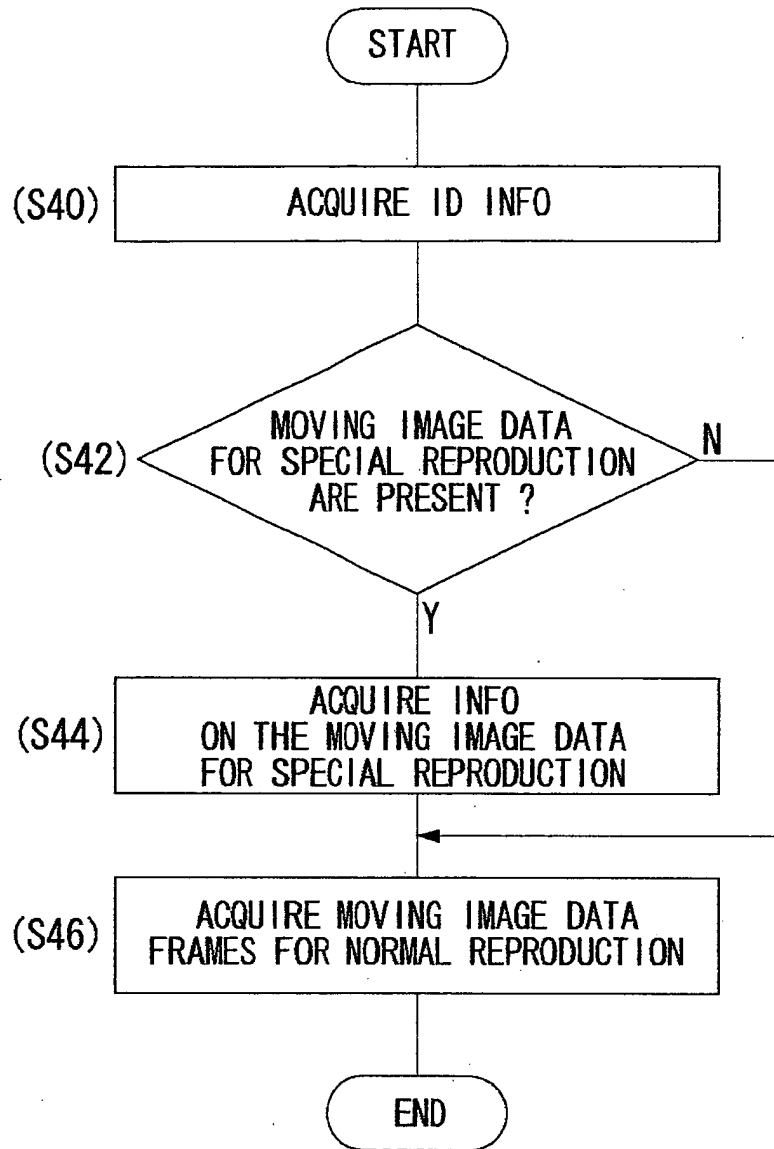 START
(S40)
ACQUIRE ID INFO
(S42)
MOVING IMAGE DATA
FOR SPECIAL REPRODUCTION
ARE PRESENT ?
N
Y
(S44)
ACQUIRE INFO
ON THE MOVING IMAGE DATA
FOR SPECIAL REPRODUCTION
(S46)
ACQUIRE MOVING IMAGE DATA
FRAMES FOR NORMAL REPRODUCTION
END